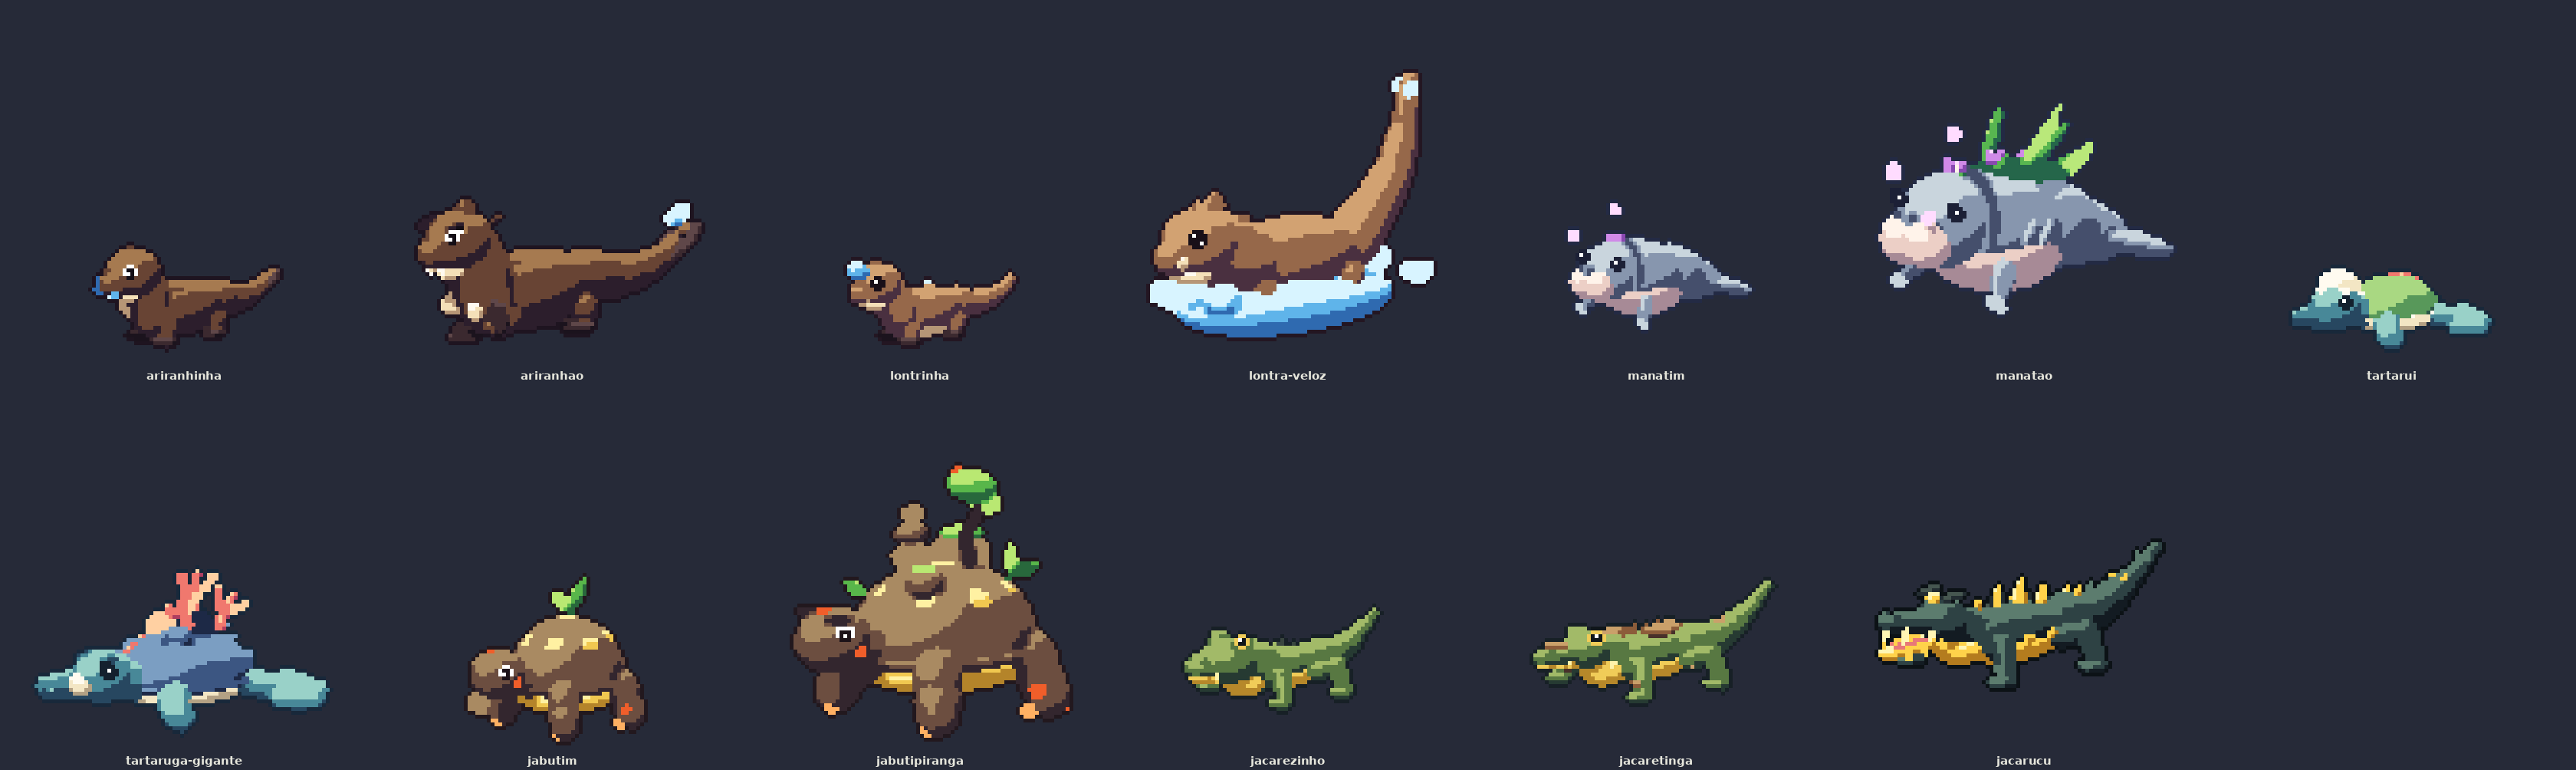 ariranhinha
ariranhao
lontrinha
lontra-veloz
manatim
manatao
tartarui
tartaruga-gigante
jabutim
jabutipiranga
jacarezinho
jacaretinga
jacarucu